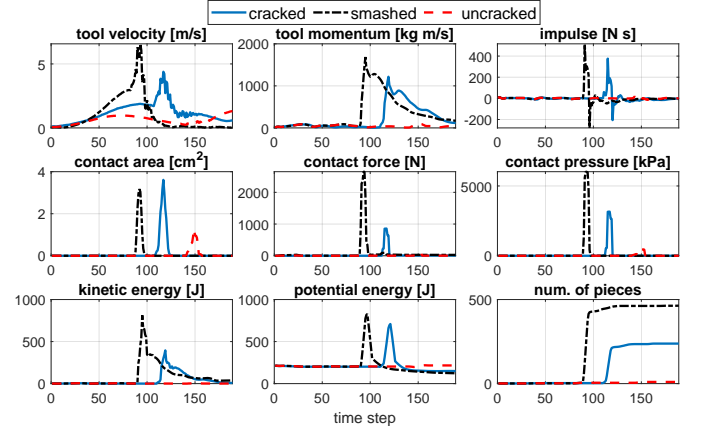 cracked smashed uncracked
tool velocity [m/s] tool momentum [kg m/s] impulse [N s]
5
0
0 50 100 150
2000
1000
0
0 50 100 150
400
200
0
-200
0 50 100 150
contact area [cm2] contact force [N] contact pressure [kPa]
4
2
0
0 50 100 150
2000
1000
0
0 50 100 150
5000
0
0 50 100 150
kinetic energy [J] potential energy [J] num. of pieces
1000
500
0
0 50 100 150
1000
500
0
0 50 100 150
500
0
0 50 100 150
time step